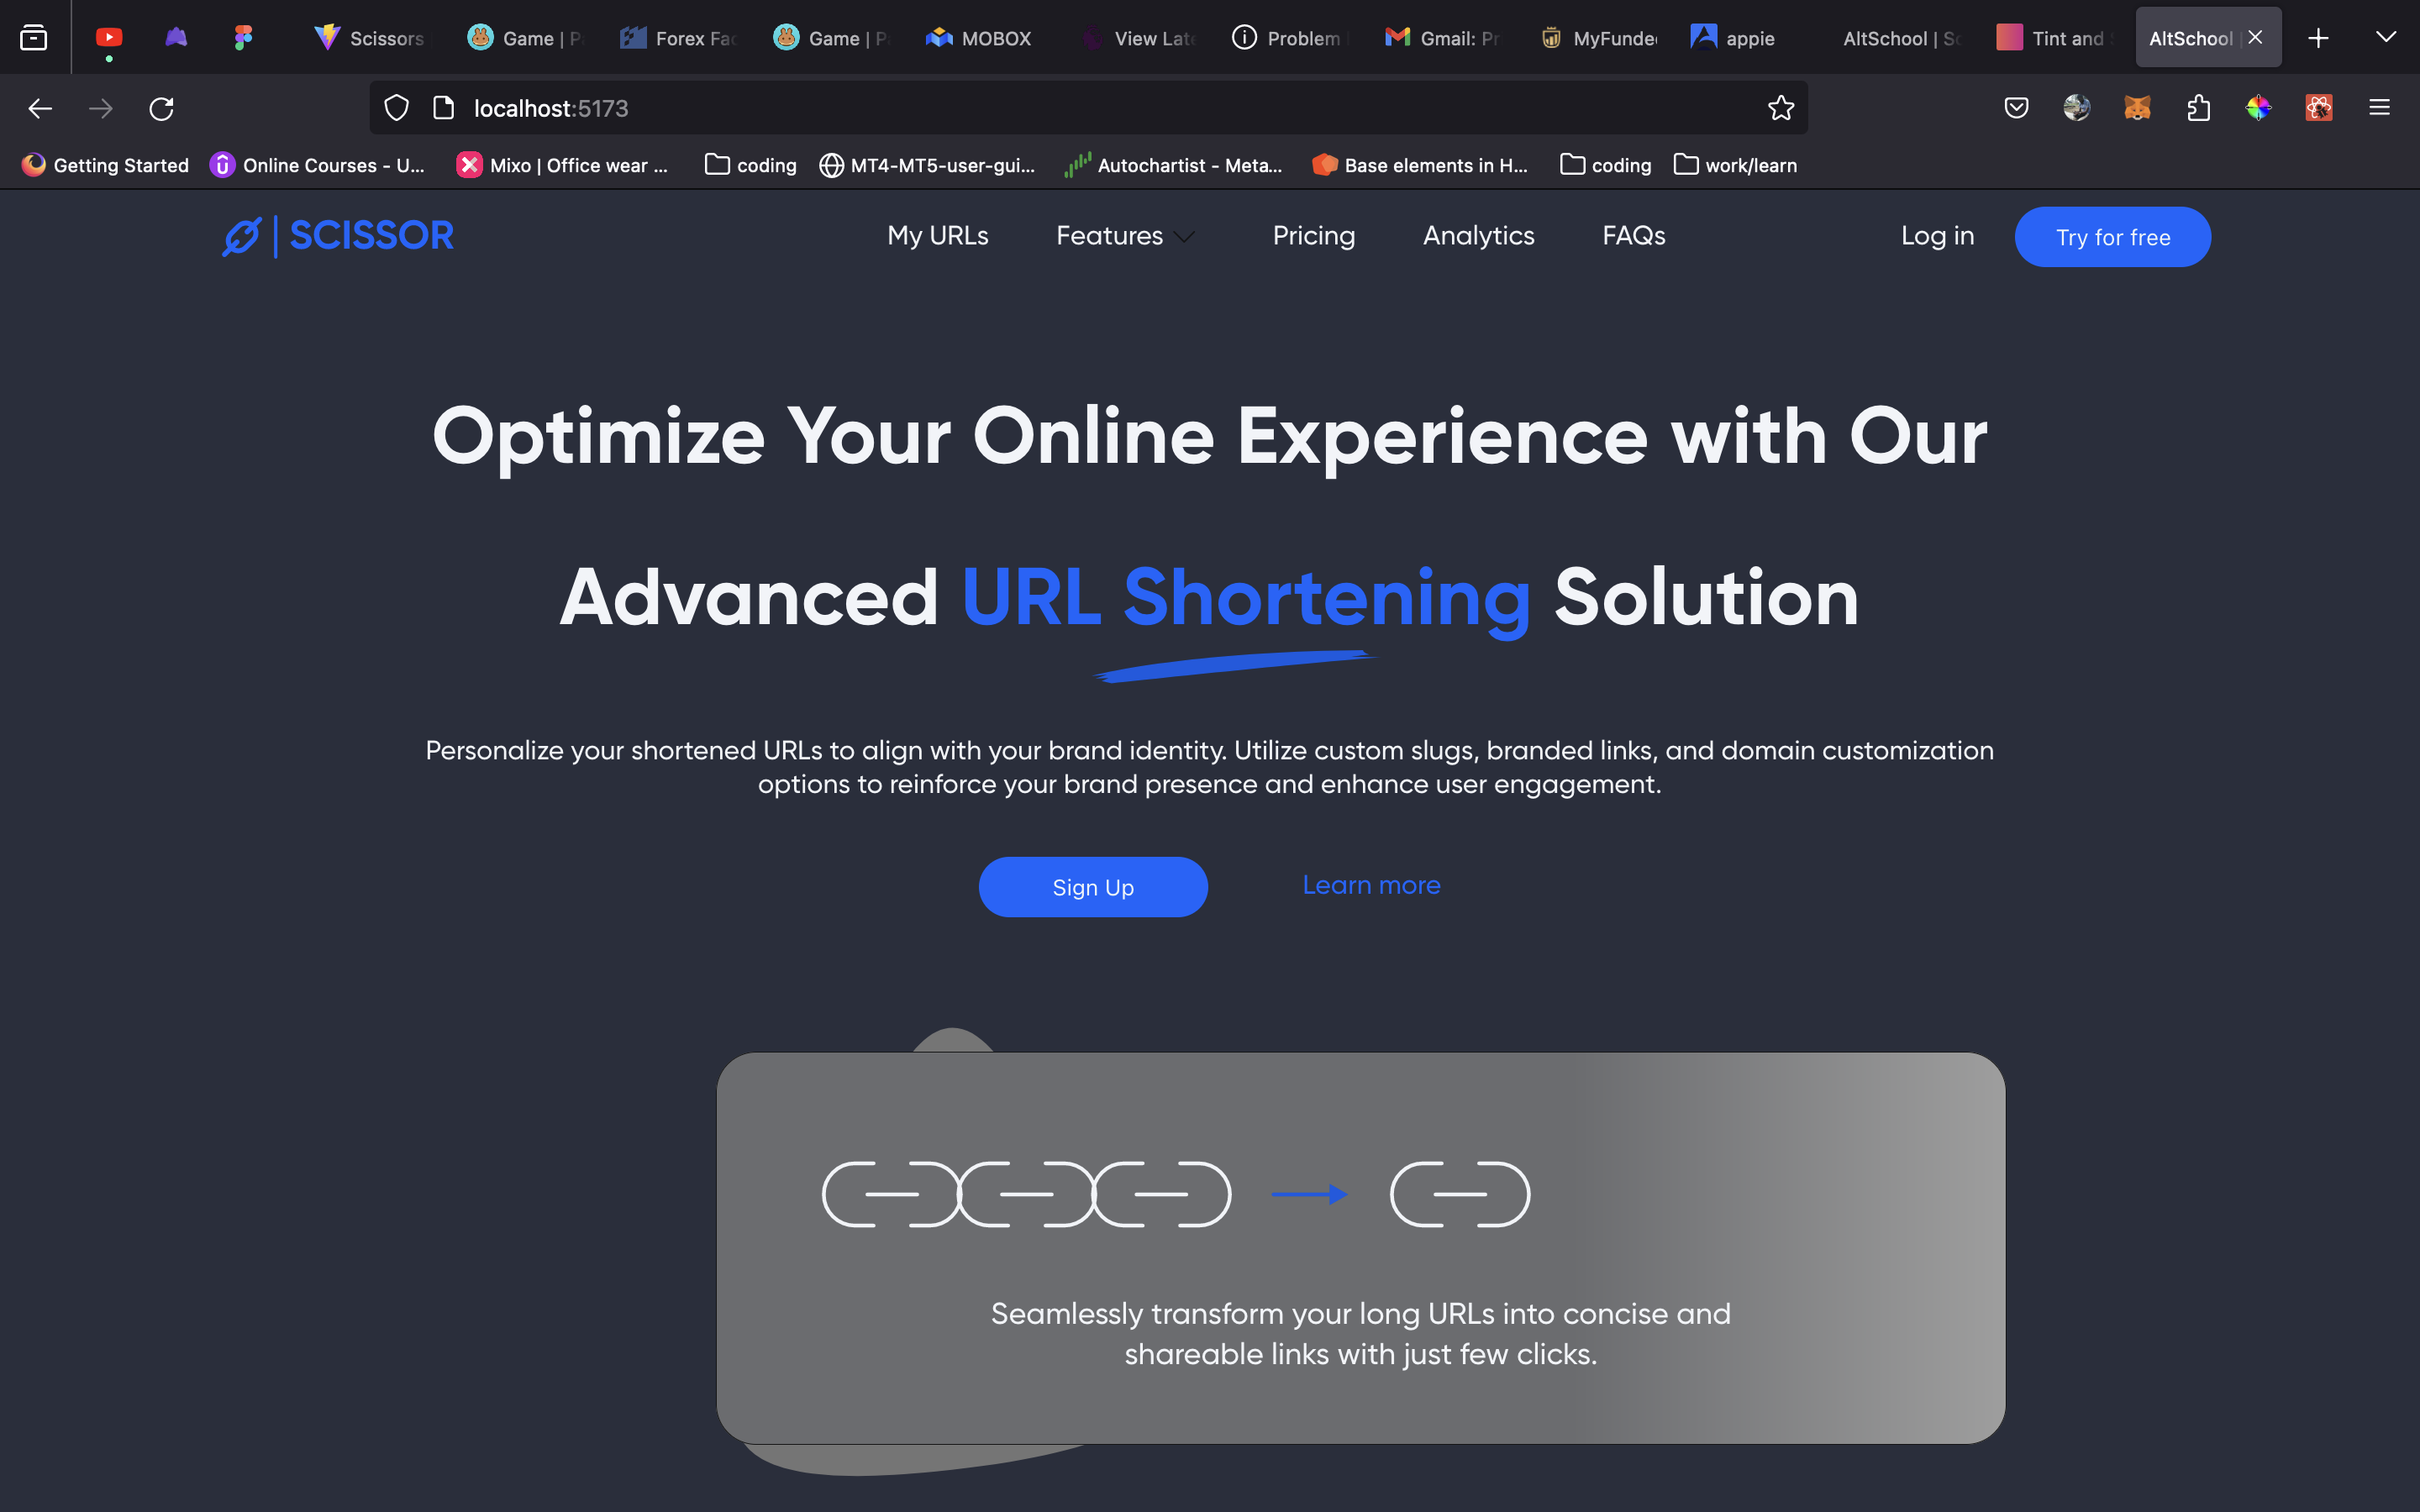 Scissors
Game | P
Forex Fac
Game | P
MOBOX
View Late
Problem
Gmail: Pr
MyFunde
appie
AltSchool | Sc
Tint and
AltSchool
localhost:5173
Getting Started
Online Courses - U...
Mixo | Office wear ...
coding
MT4-MT5-user-gui...
Autochartist - Meta...
Base elements in H...
coding
work/learn
SCISSOR
My URLs
Features
Pricing
Analytics
FAQs
Log in
Try for free
Optimize Your Online Experience with Our
Advanced URL Shortening Solution
Personalize your shortened URLs to align with your brand identity. Utilize custom slugs, branded links, and domain customization
options to reinforce your brand presence and enhance user engagement.
Sign Up
Learn more
Seamlessly transform your long URLs into concise and
shareable links with just few clicks.